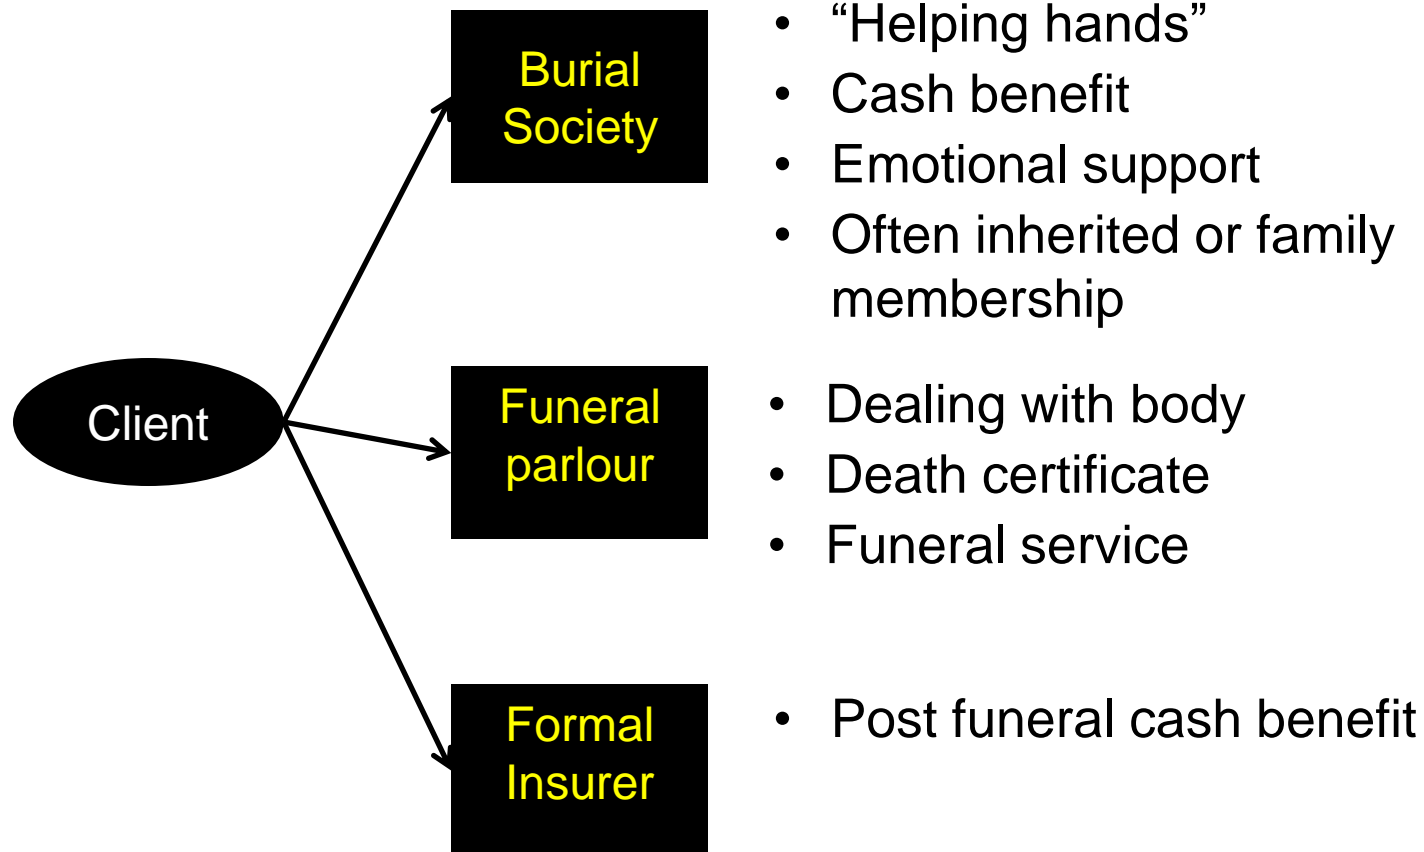 Burial
Society
• “Helping hands”
• Cash benefit
• Emotional support
• Often inherited or family
membership
Client
Funeral
parlour
• Dealing with body
• Death certificate
• Funeral service
Formal
Insurer
• Post funeral cash benefit